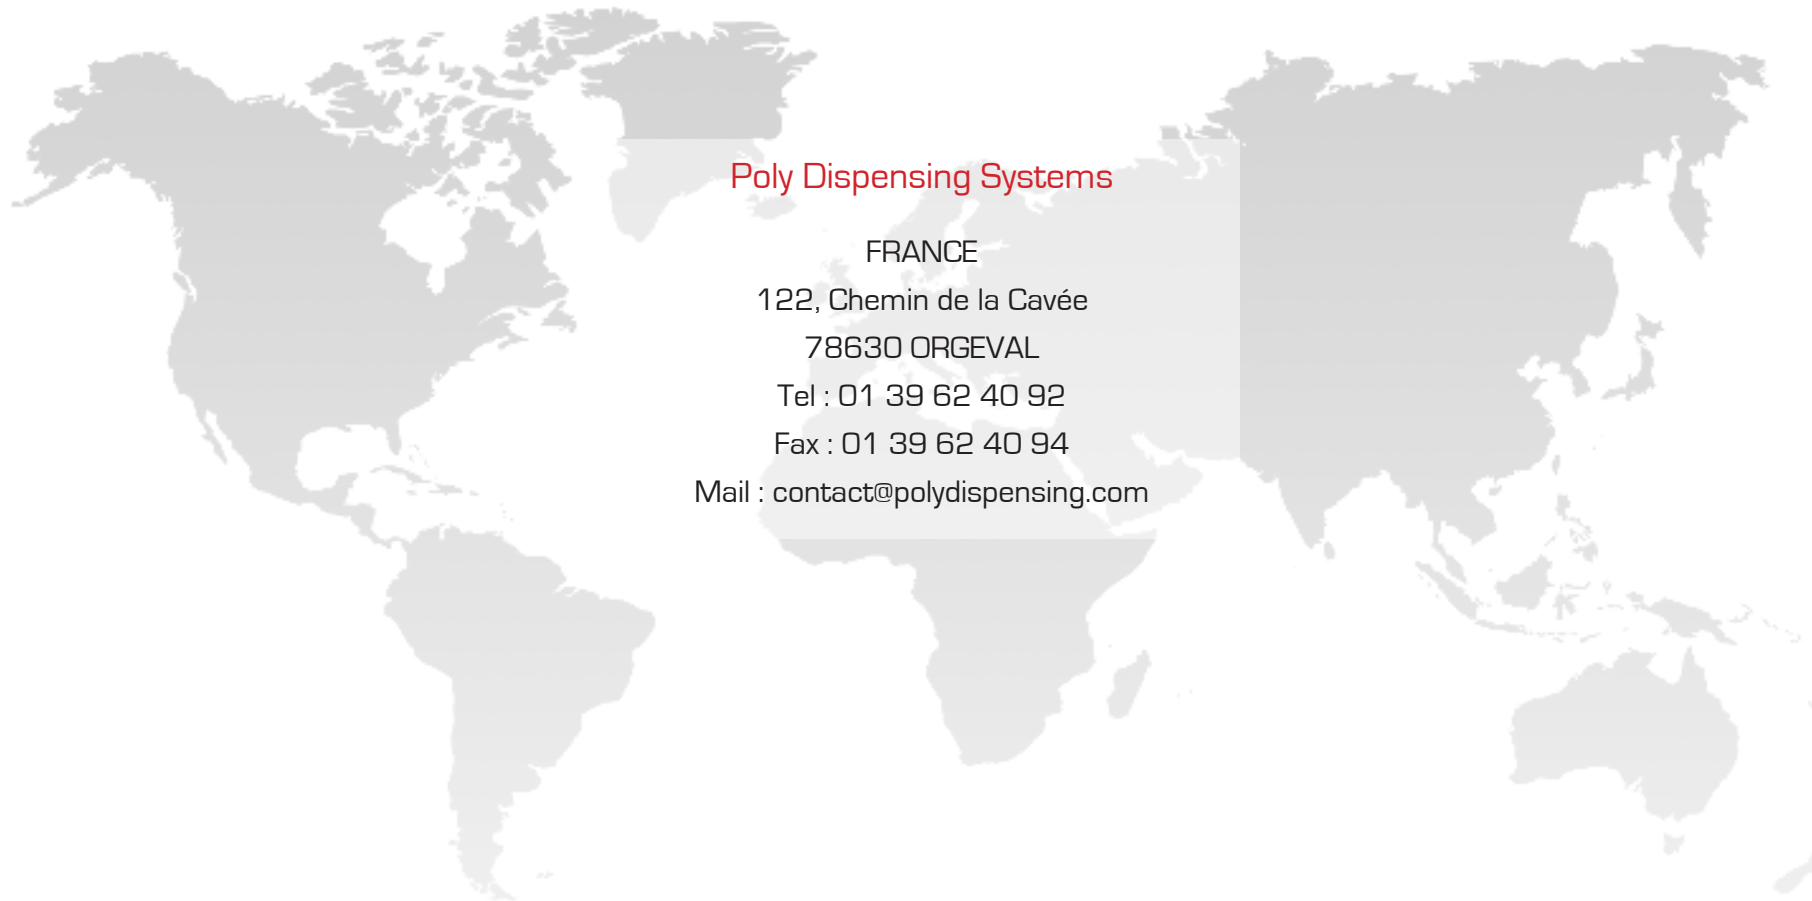 Poly Dispensing Systems
FRANCE
122, Chemin de la Cavée
78630 ORGEVAL
Tel : 01 39 62 40 92
Fax : 01 39 62 40 94
Mail : contact@polydispensing.com